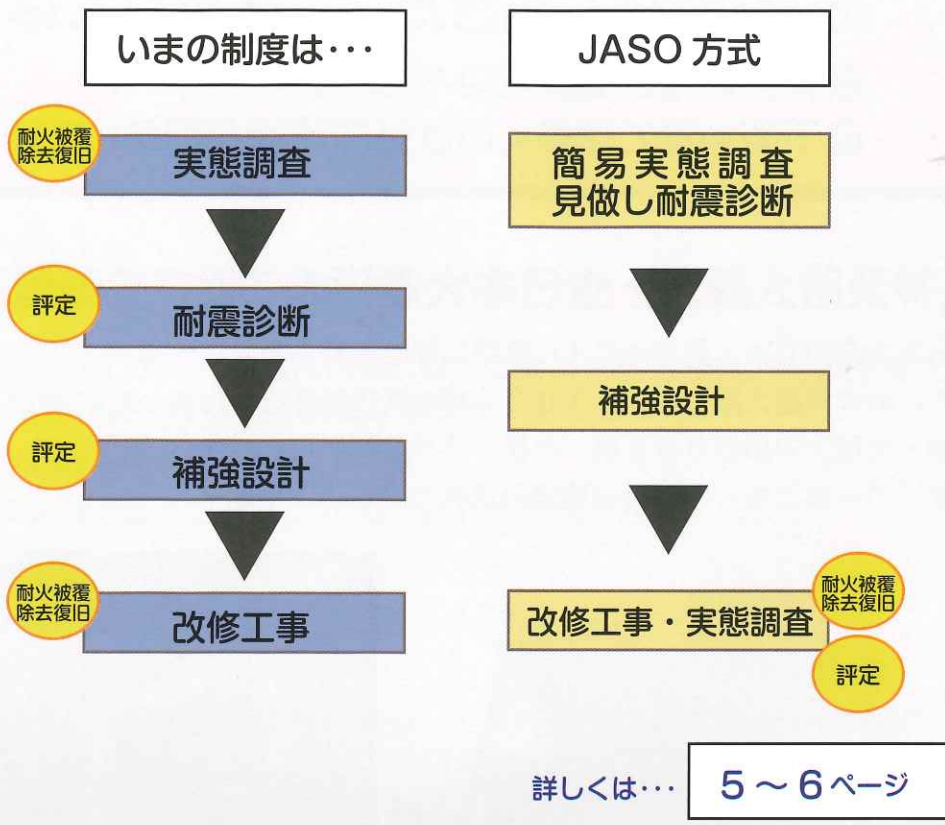 いまの制度は・・・
耐火被覆
除去復旧
実態調査
評定
耐震診断
評定
補強設計
耐火被覆
除去復旧
改修工事
JASO 方式
簡易実態調査
見做し耐震診断
補強設計
改修工事・実態調査
耐火被覆
除去復旧
評定
詳しくは・・・
5～6ページ